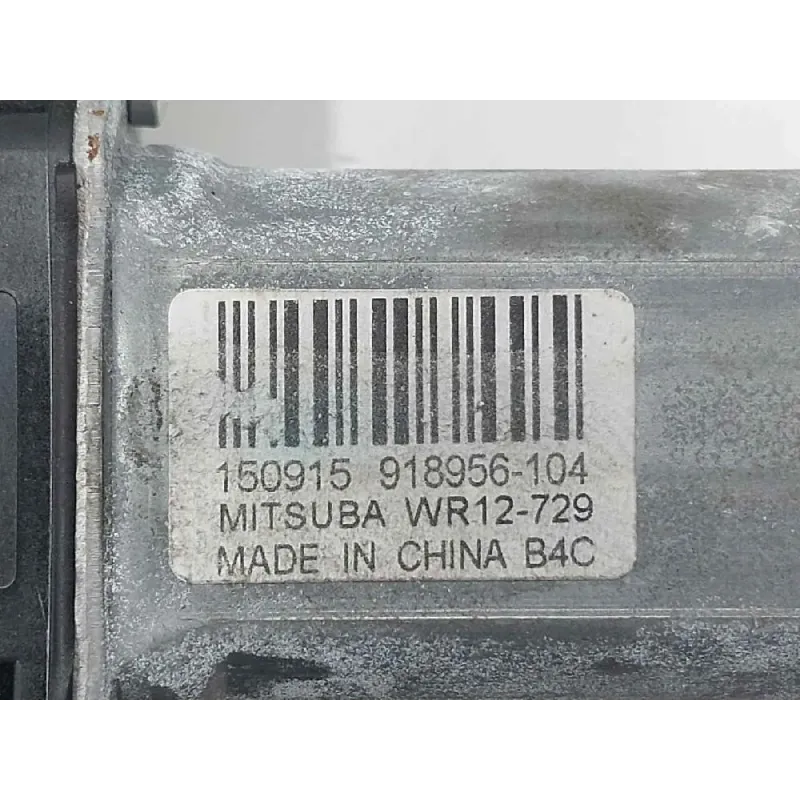 150915 918956-104
MITSUBA WR12-729
MADE IN CHINA B4C